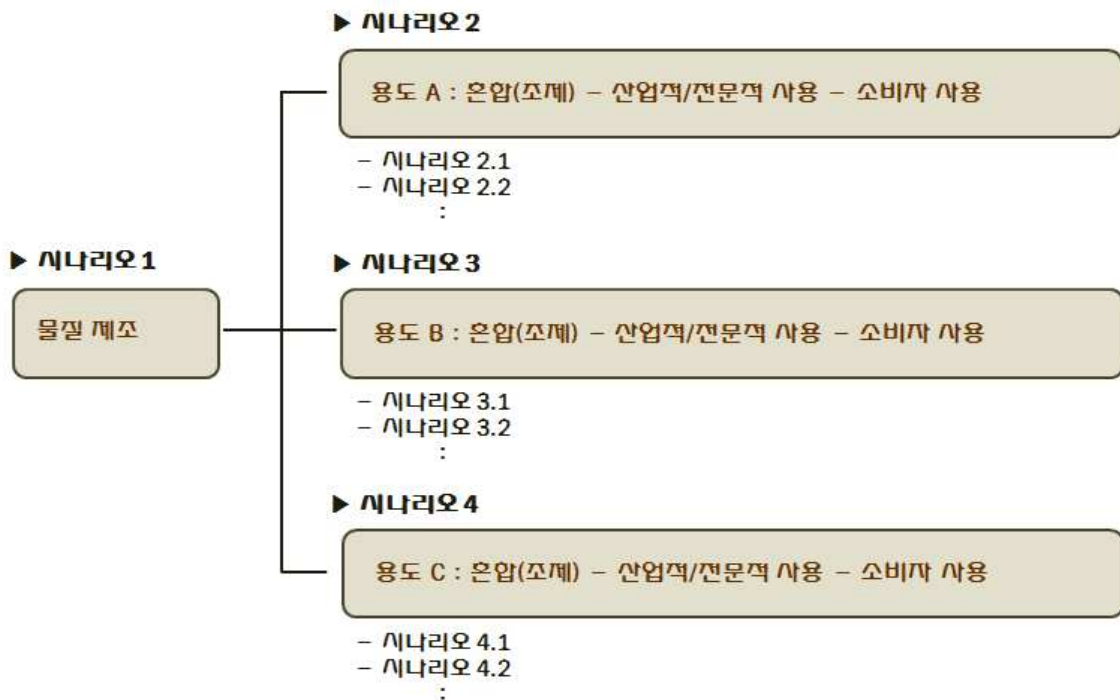 ▶ 시나리오 2
용도 A : 혼합(조제) – 산업적/전문적 사용 – 소비자 사용
– 시나리오 2.1
– 시나리오 2.2
:
▶ 시나리오 1
물질 제조
▶ 시나리오 3
용도 B : 혼합(조제) – 산업적/전문적 사용 – 소비자 사용
– 시나리오 3.1
– 시나리오 3.2
:
▶ 시나리오 4
용도 C : 혼합(조제) – 산업적/전문적 사용 – 소비자 사용
– 시나리오 4.1
– 시나리오 4.2
: